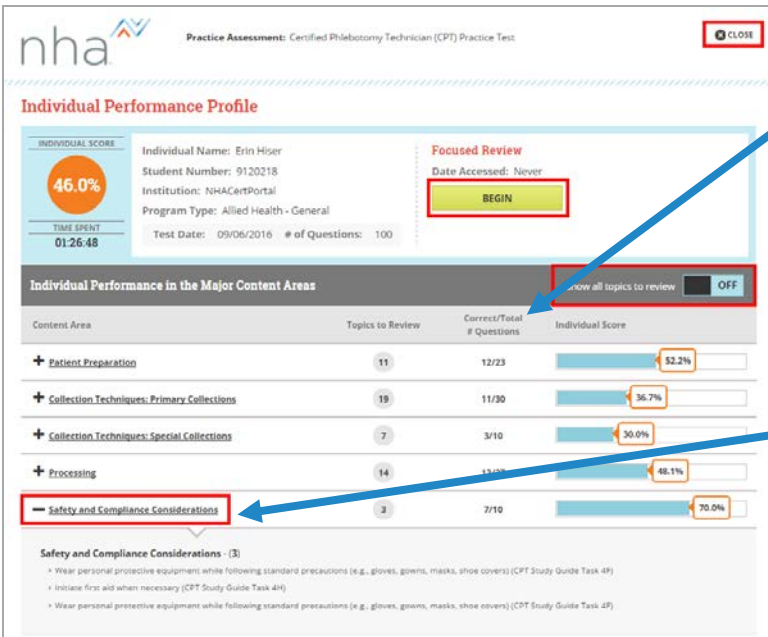 nha
Practice Assessment: Certified Phlebotomy Technician (CPT) Practice Test
CLOSE
Individual Performance Profile
INDIVIDUAL SCORE
46.0%
TIME SPENT
01:26:48
Individual Name: Erin Hiser
Student Number: 9120218
Institution: NHACertPortal
Program Type: Allied Health - General
Test Date: 09/06/2016 # of Questions: 100
Focused Review
Date Accessed: Never
BEGIN
Individual Performance in the Major Content Areas
how all topics to review OFF
Content Area Topics to Review Correct/Total # Questions Individual Score
Patient Preparation 11 12/23 52.2%
Collection Techniques: Primary Collections 19 11/30 36.7%
Collection Techniques: Special Collections 7 3/10 30.0%
Processing 14 48.1%
Safety and Compliance Considerations 3 7/10 70.0%
Safety and Compliance Considerations - (3)
Wear personal protective equipment while following standard precautions (e.g., gloves, gowns, masks, shoe covers) (CPT Study Guide Task 4F)
Initiate first aid when necessary (CPT Study Guide Task 4H)
Wear personal protective equipment while following standard precautions (e.g., gloves, gowns, masks, shoe covers) (CPT Study Guide Task 4F)